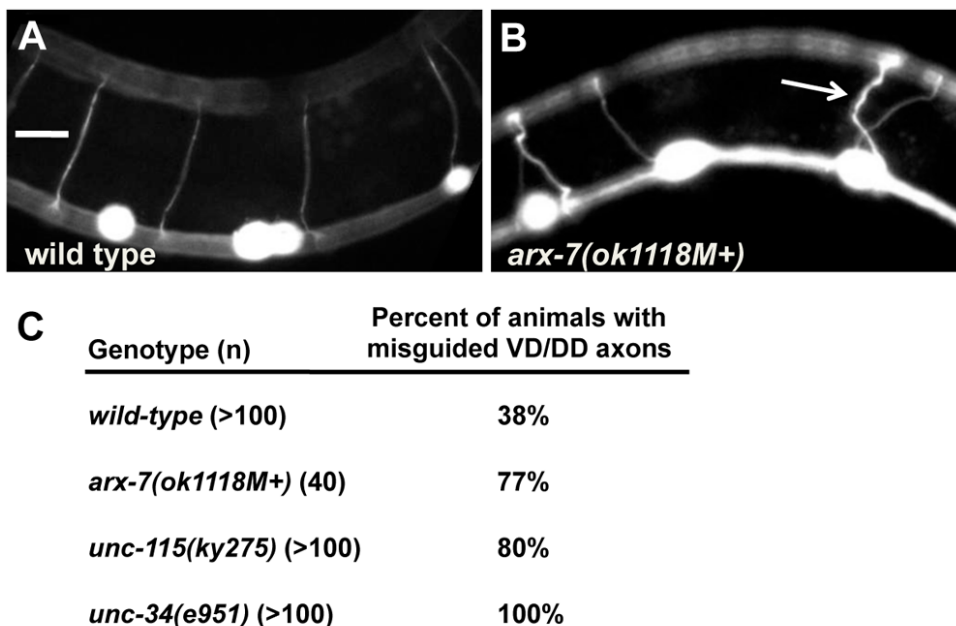 A
wild type
B
arx-7(ok1118M+)
C
Genotype (n)
Percent of animals with
misguided VD/DD axons
wild-type (>100) 38%
arx-7(ok1118M+) (40) 77%
unc-115(ky275) (>100) 80%
unc-34(e951) (>100) 100%